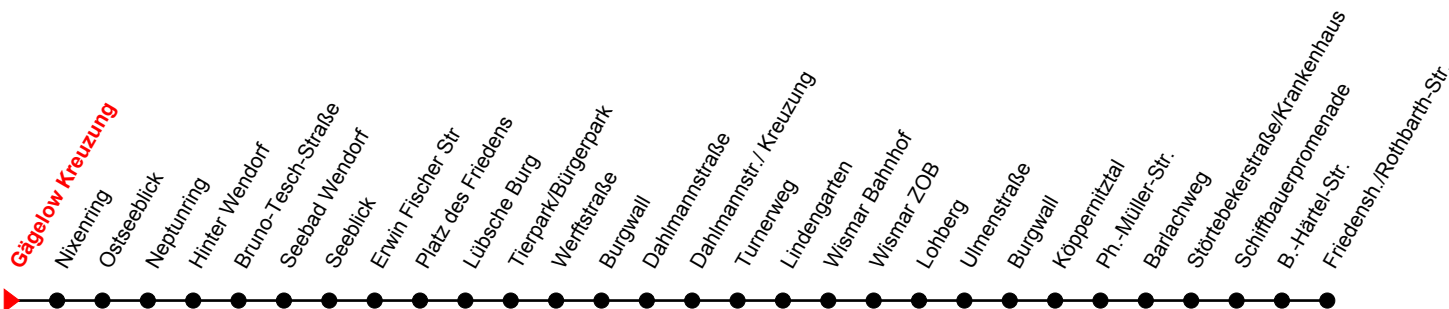 Gägelow Kreuzung
Nixenring
Ostseeblick
Neptunring
Hinter Wendorf
Bruno-Tesch-Straße
Seebad Wendorf
Seeblick
Erwin Fischer Str
Platz des Friedens
Lübsche Burg
Tierpark/Bürgerpark
Werftstraße
Burgwall
Dahlmannstraße
Dahlmannstr./ Kreuzung
Turnerweg
Lindengarten
Wismar Bahnhof
Wismar ZOB
Lohberg
Ulmenstraße
Burgwall
Köppernitztal
Ph.-Müller-Str.
Barlachweg
Störtebekerstraße/Krankenhaus
Schiffbauerpromenade
B.-Härtel-Str.
Friedensh./Rothbarth-Str.